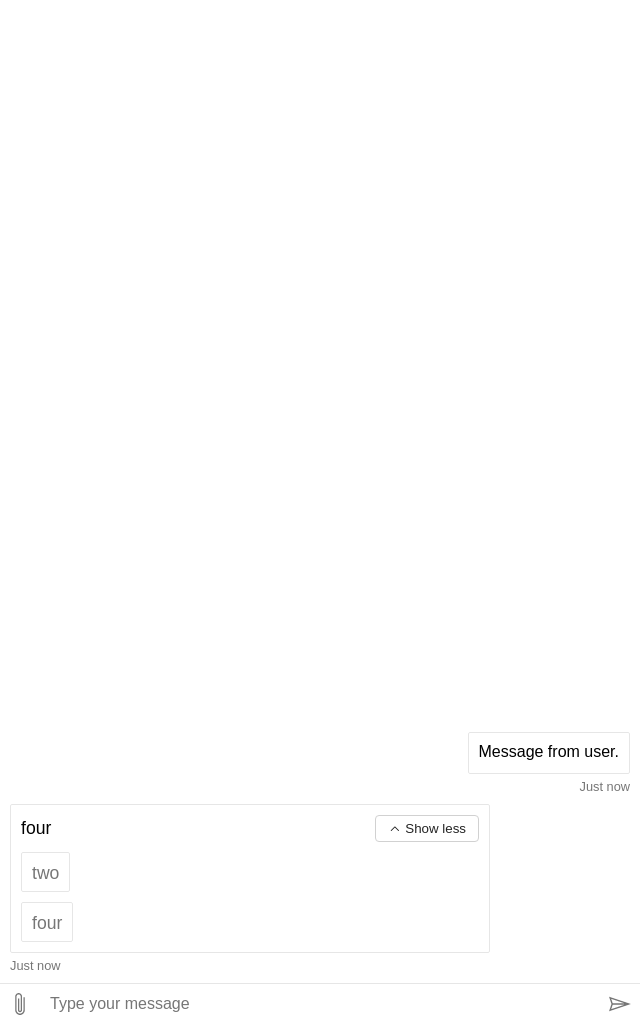 Message from user.
Just now
four
Show less
two
four
Just now
Type your message